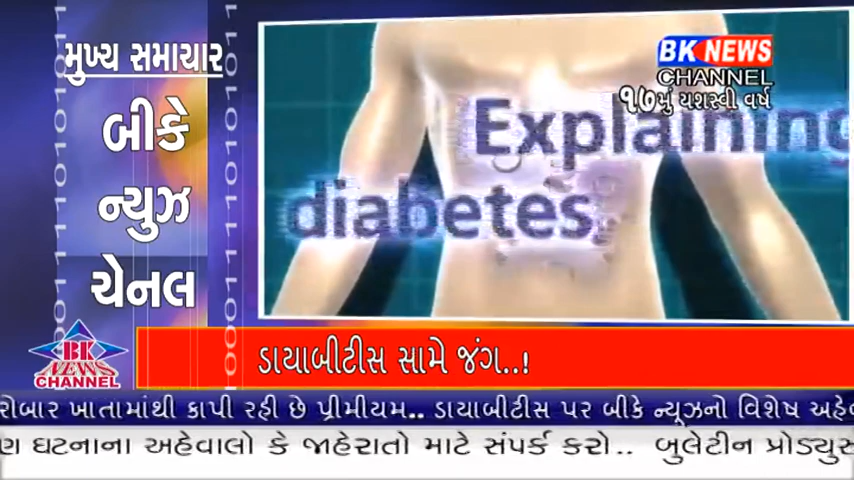 મુખ્ય સમાચાર
બીકે
ન્યુઝ
ચેનલ
BK NEWS
CHANNEL
૧૭મું યશસ્વી વર્ષ
Explaining
diabetes
BK
NEWS
CHANNEL
ડાયાબીટીસ સામે જંગ..!
રોબાર ખાતામાંથી કાપી રહી છે પ્રીમીયમ.. ડાયાબીટીસ પર બીકે ન્યૂઝનો વિશેષ અહેવ
ણ ઘટનાના અહેવાલો કે જાહેરાતો માટે સંપર્ક કરો.. બુલેટીન પ્રોડ્યુસ